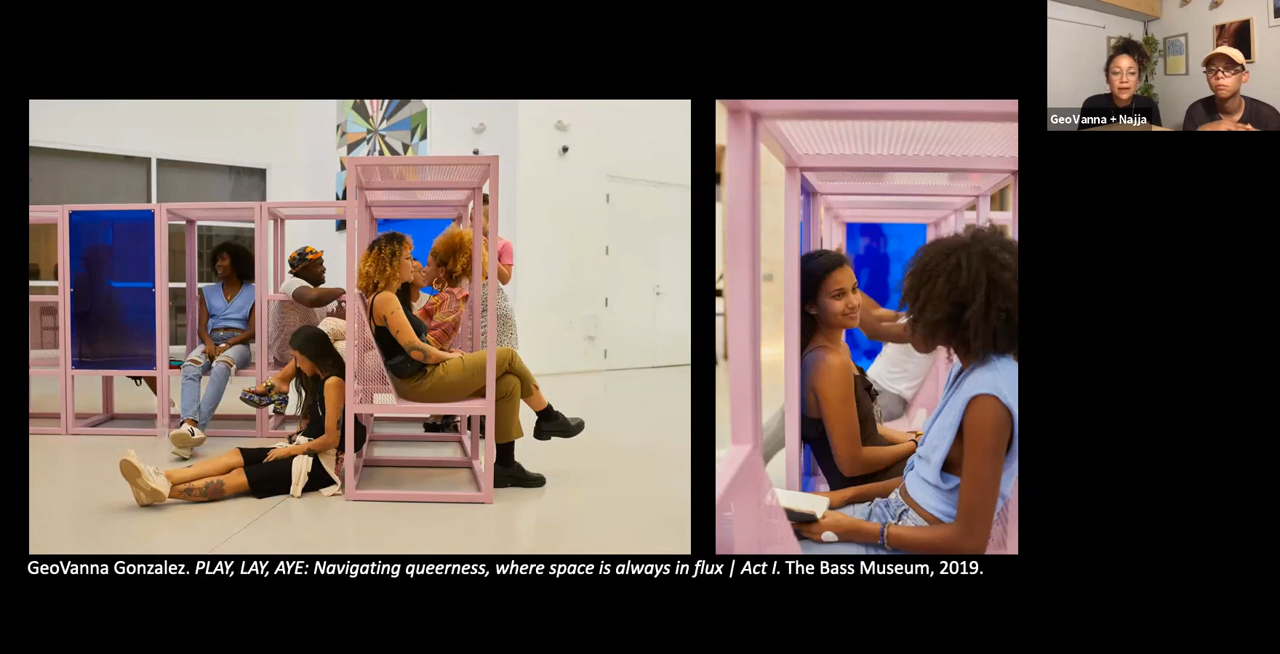 GeoVanna + Najja
GeoVanna Gonzalez. PLAY, LAY, AYE: Navigating queerness, where space is always in flux | Act I. The Bass Museum, 2019.